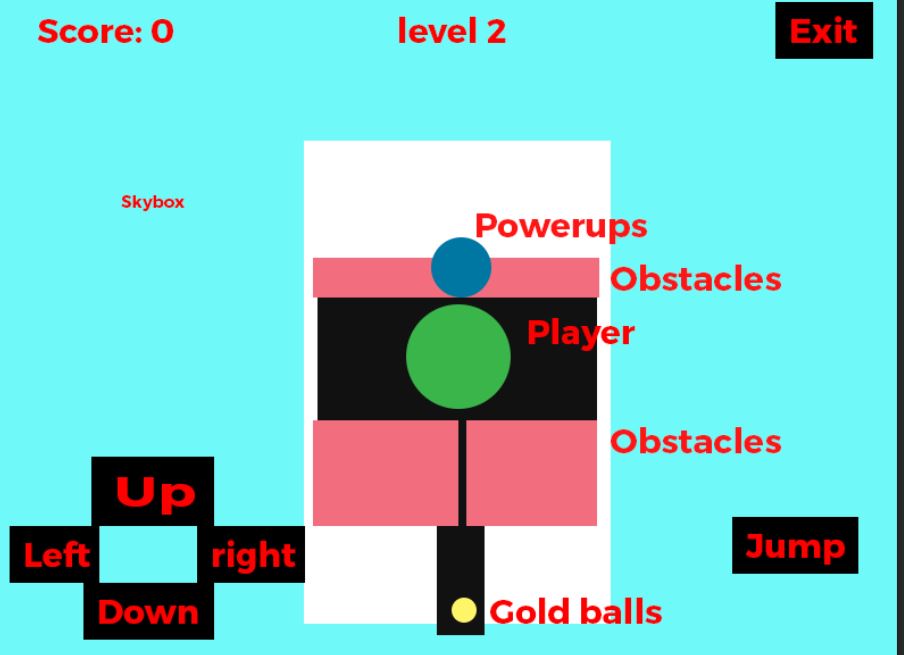 Score: 0
level 2
Exit
Skybox
Powerups
Obstacles
Player
Obstacles
Up
Left
right
Jump
Down
Gold balls